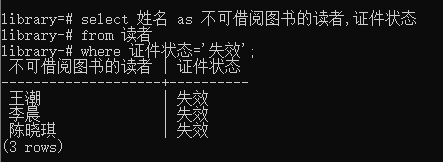 library=# select 姓名 as 不可借阅图书的读者,证件状态
library-# from 读者
library-# where 证件状态='失效';
不可借阅图书的读者 | 证件状态
--------------------+----------
王潮 | 失效
李晨 | 失效
陈晓琪 | 失效
(3 rows)